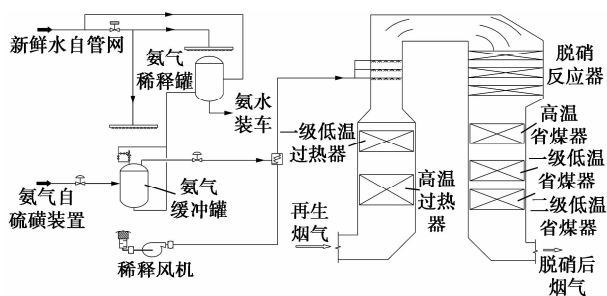 新鲜水自管网
氨气
稀释罐
氨水
装车
氨气自
硫磺装置
氨气
缓冲罐
稀释风机
一级低温
过热器
高温
过热
器
再生
烟气
脱硝
反应器
高温
省煤器
一级低温
省煤器
二级低温
省煤器
脱硝后
烟气